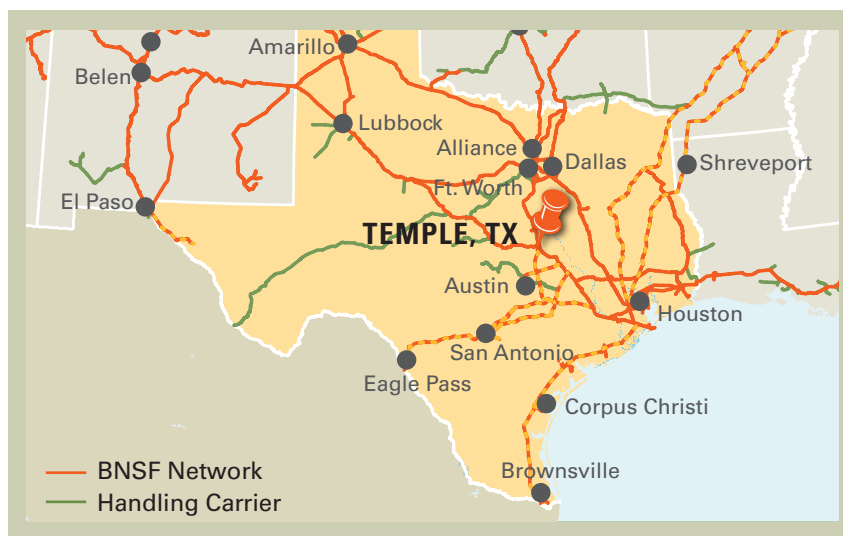 Amarillo
Belen
Lubbock
Alliance
Dallas
Shreveport
Ft. Worth
El Paso
TEMPLE, TX
Austin
Houston
San Antonio
Eagle Pass
Corpus Christi
Brownsville
BNSF Network
Handling Carrier